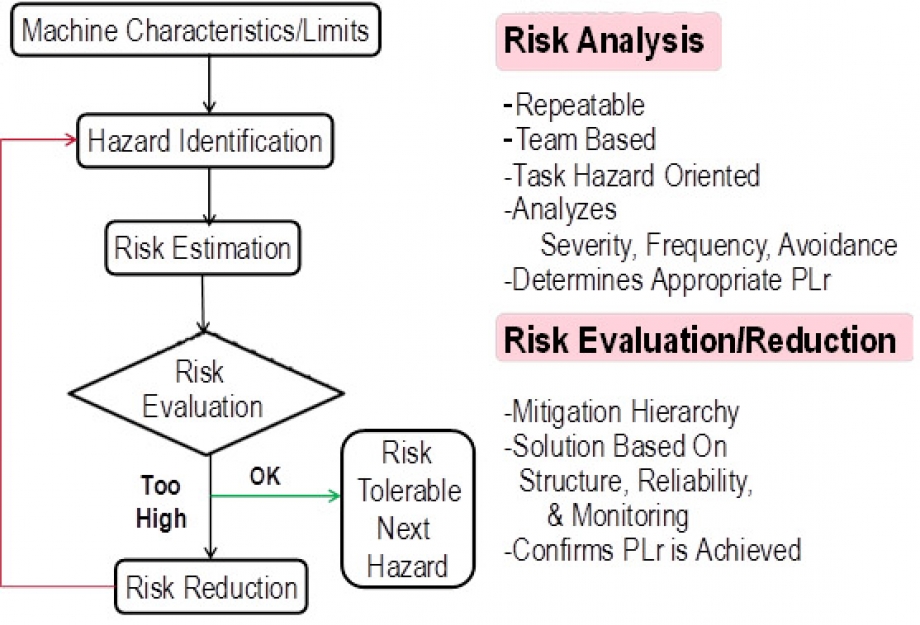 Machine Characteristics/Limits
Hazard Identification
Risk Estimation
Risk
Evaluation
Too
High
OK
Risk
Tolerable
Next
Hazard
Risk Reduction
Risk Analysis
-Repeatable
-Team Based
-Task Hazard Oriented
-Analyzes
Severity, Frequency, Avoidance
-Determines Appropriate PLr
Risk Evaluation/Reduction
-Mitigation Hierarchy
-Solution Based On
Structure, Reliability,
& Monitoring
-Confirms PLr is Achieved